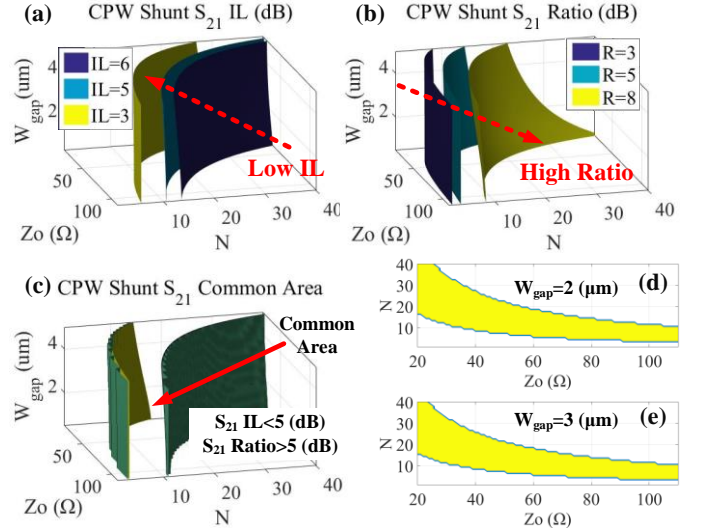 (a)
CPW Shunt S21 IL (dB)
IL=6
IL=5
IL=3
Low IL
Wgap(um)
4
2
50
100
Zo (Ω)
10
20
30
40
N
(b)
CPW Shunt S21 Ratio (dB)
R=3
R=5
R=8
High Ratio
Wgap(um)
4
2
50
100
Zo (Ω)
10
20
30
40
N
(c)
CPW Shunt S21 Common Area
Common
Area
S21 IL<5 (dB)
S21 Ratio>5 (dB)
Wgap (um)
4
2
50
100
Zo (Ω)
10
20
30
40
N
(d)
Wgap=2 (μm)
N
40
30
20
10
20 40 60 80 100
Zo (Ω)
(e)
Wgap=3 (μm)
N
40
30
20
10
20 40 60 80 100
Zo (Ω)